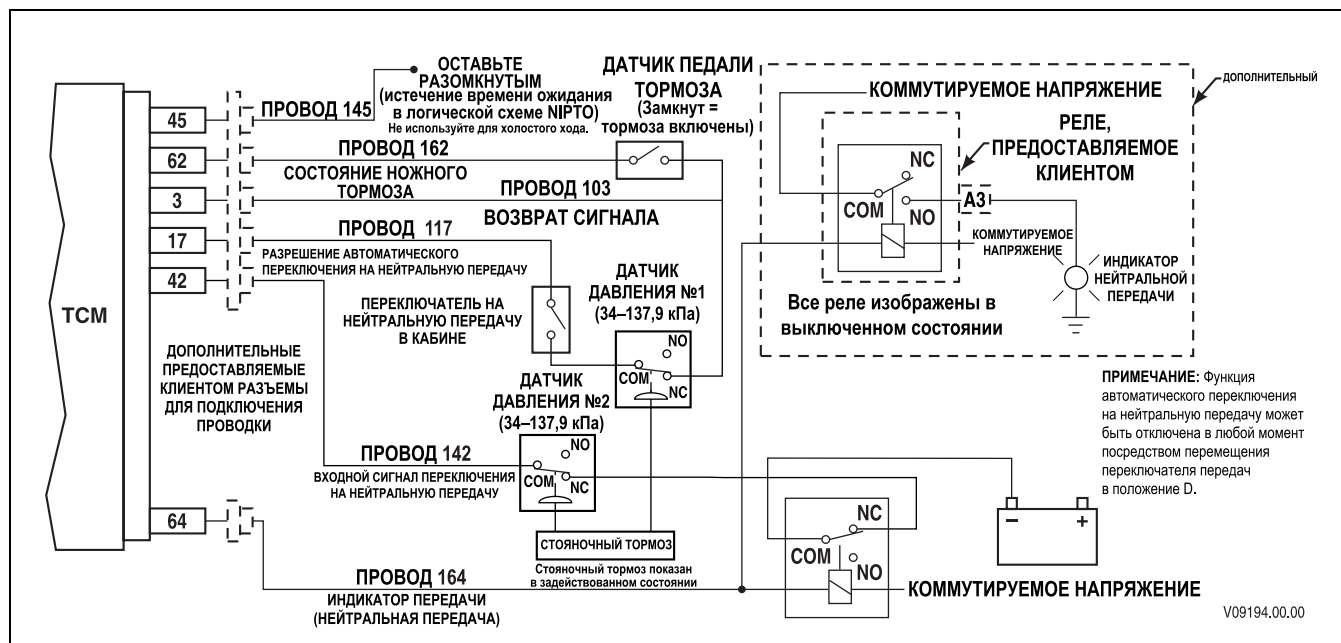 TCM
45
62
3
17
42
64
ПРОВОД 145
ОСТАВЬТЕ
РАЗОМКНУТЫМ
(истечение времени ожидания
в логической схеме NIPTO)
Не используйте для холостого хода.
ПРОВОД 162
СОСТОЯНИЕ НОЖНОГО
ТОРМОЗА
ПРОВОД 103
ВОЗВРАТ СИГНАЛА
ПРОВОД 117
РАЗРЕШЕНИЕ АВТОМАТИЧЕСКОГО
ПЕРЕКЛЮЧЕНИЯ НА НЕЙТРАЛЬНУЮ ПЕРЕДАЧУ
ДАТЧИК ПЕДАЛИ
ТОРМОЗА
(Замкнут =
тормоза включены)
ПЕРЕКЛЮЧАТЕЛЬ НА
НЕЙТРАЛЬНУЮ ПЕРЕДАЧУ
В КАБИНЕ
ДАТЧИК
ДАВЛЕНИЯ №1
(34–137,9 кПа)
NO
COM
NC
ДАТЧИК
ДАВЛЕНИЯ №2
(34–137,9 кПа)
NO
COM
NC
ДОПОЛНИТЕЛЬНЫЕ
ПРЕДОСТАВЛЯЕМЫЕ
КЛИЕНТОМ РАЗЪЕМЫ
ДЛЯ ПОДКЛЮЧЕНИЯ
ПРОВОДКИ
ПРОВОД 142
ВХОДНОЙ СИГНАЛ ПЕРЕКЛЮЧЕНИЯ
НА НЕЙТРАЛЬНУЮ ПЕРЕДАЧУ
СТОЯНОЧНЫЙ ТОРМОЗ
Стояночный тормоз показан
в задействованном состоянии
ПРОВОД 164
ИНДИКАТОР ПЕРЕДАЧИ
(НЕЙТРАЛЬНАЯ ПЕРЕДАЧА)
ДОПОЛНИТЕЛЬНЫЙ
КОММУТИРУЕМОЕ НАПРЯЖЕНИЕ
РЕЛЕ,
ПРЕДОСТАВЛЯЕМОЕ
КЛИЕНТОМ
NC
COM
NO
A3
КОММУТИРУЕМОЕ
НАПРЯЖЕНИЕ
ИНДИКАТОР
НЕЙТРАЛЬНОЙ
ПЕРЕДАЧИ
Все реле изображены в
выключенном состоянии
ПРИМЕЧАНИЕ: Функция
автоматического переключения
на нейтральную передачу может
быть отключена в любой момент
посредством перемещения
переключателя передач
в положение D.
NC
COM
NO
– +
КОММУТИРУЕМОЕ НАПРЯЖЕНИЕ
V09194.00.00